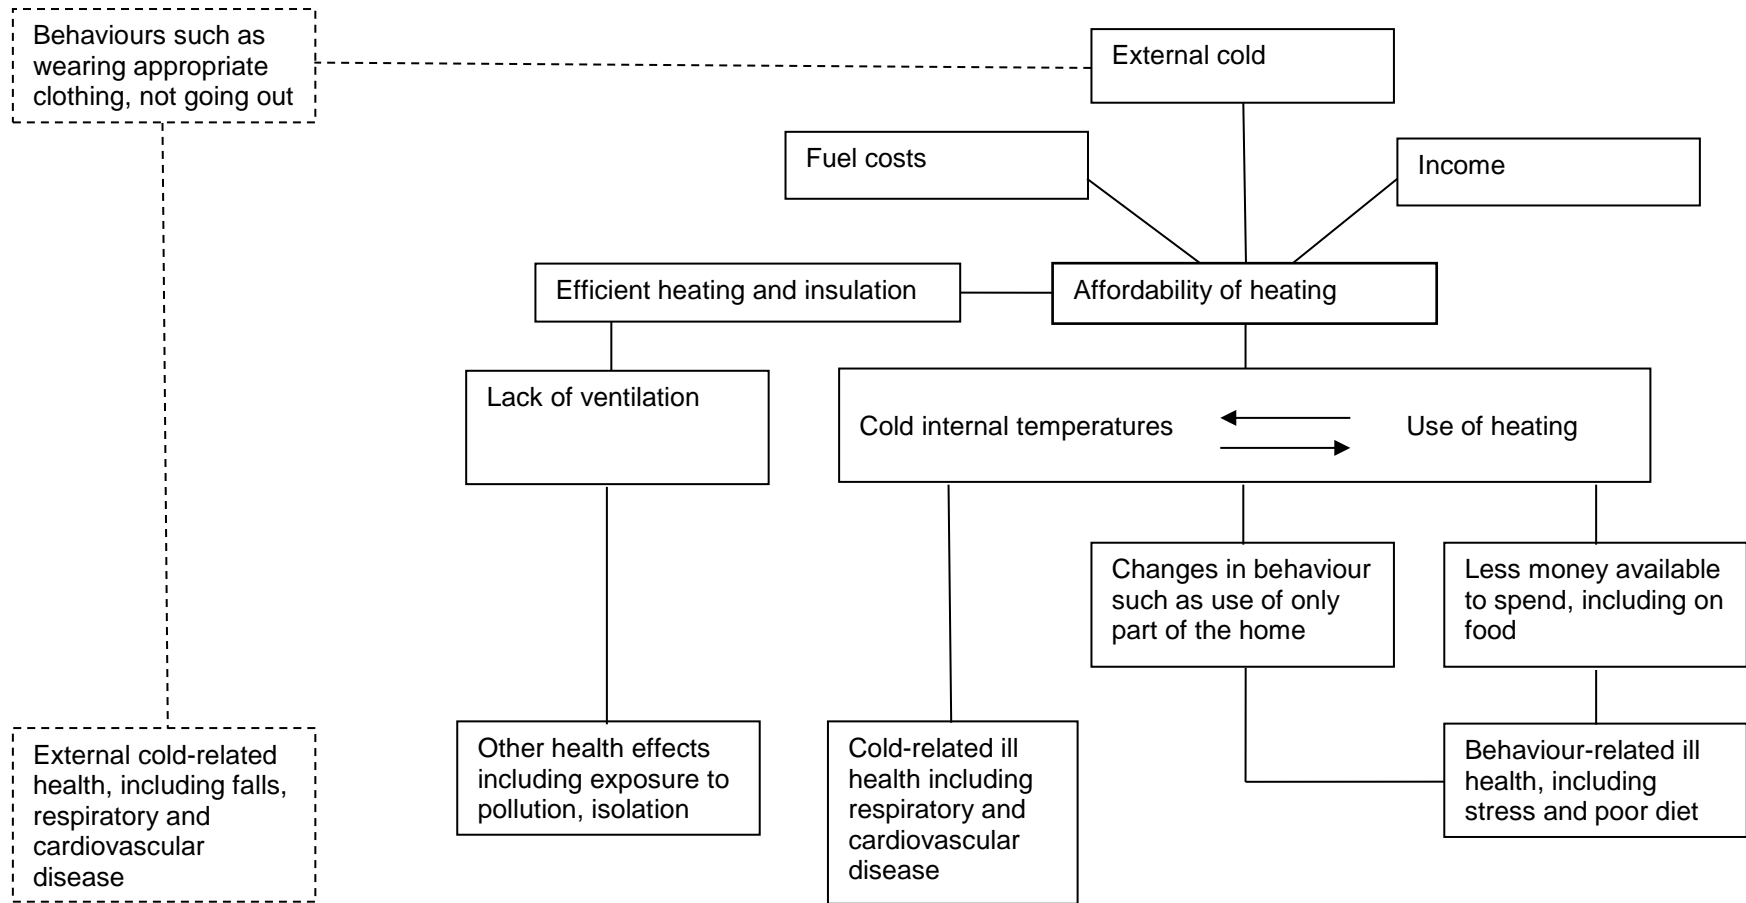 Behaviours such as
wearing appropriate
clothing, not going out
External cold
Fuel costs
Income
Efficient heating and insulation
Affordability of heating
Lack of ventilation
Cold internal temperatures
Use of heating
Changes in behaviour
such as use of only
part of the home
Less money available
to spend, including on
food
External cold-related
health, including falls,
respiratory and
cardiovascular
disease
Other health effects
including exposure to
pollution, isolation
Cold-related ill
health including
respiratory and
cardiovascular
disease
Behaviour-related ill
health, including
stress and poor diet